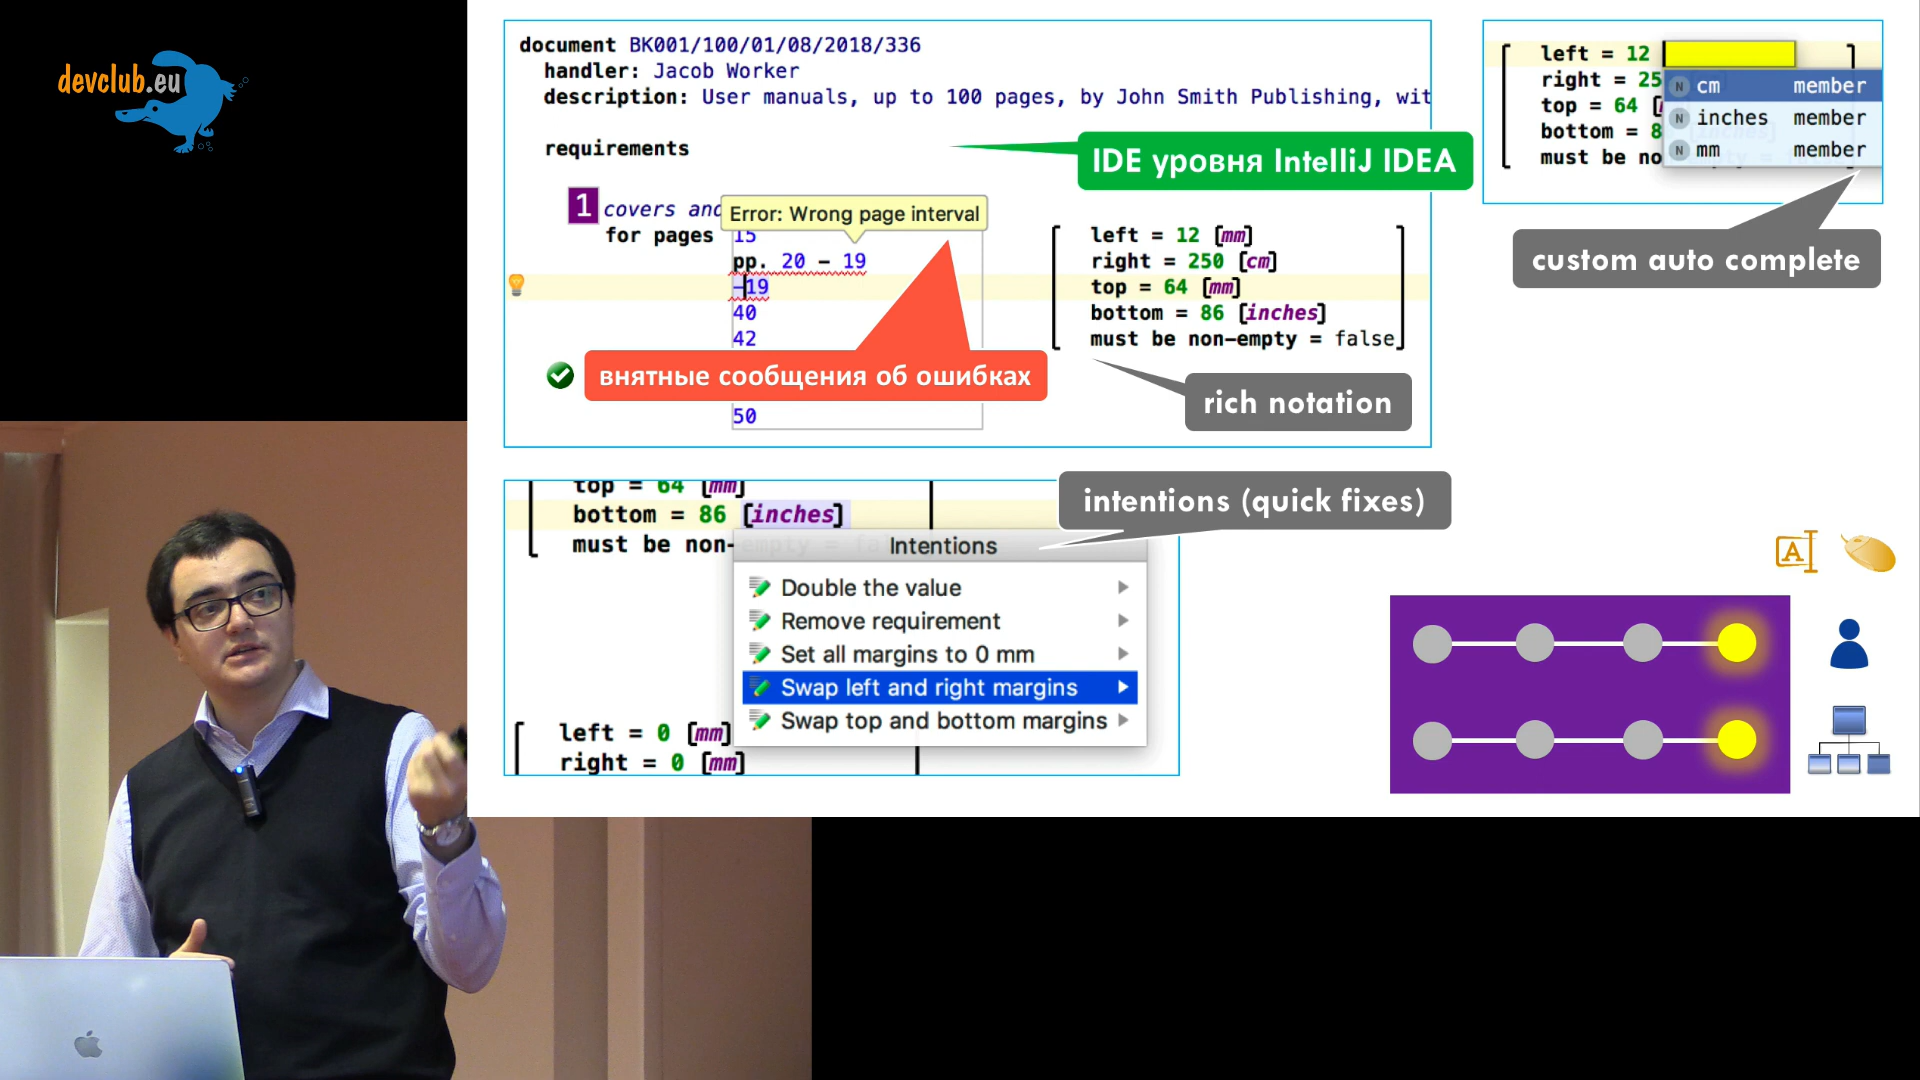 devclub.eu
document BK001/100/01/08/2018/336
handler: Jacob Worker
description: User manuals, up to 100 pages, by John Smith Publishing, wit
requirements
IDE уровня IntelliJ IDEA
1 covers and
Error: Wrong page interval
for pages 15
pp. 20 – 19
–19
40
42
50
left = 12 [mm]
right = 250 [cm]
top = 64 [mm]
bottom = 86 [inches]
must be non-empty = false
внятные сообщения об ошибках
rich notation
left = 12
right = 25
top = 64 [
bottom = 8
must be no
N cm member
N inches member
N mm member
custom auto complete
top = 64 [mm]
bottom = 86 [inches]
must be non-empty = fa
intentions (quick fixes)
Intentions
Double the value
Remove requirement
Set all margins to 0 mm
Swap left and right margins
Swap top and bottom margins
left = 0 [mm]
right = 0 [mm]
A